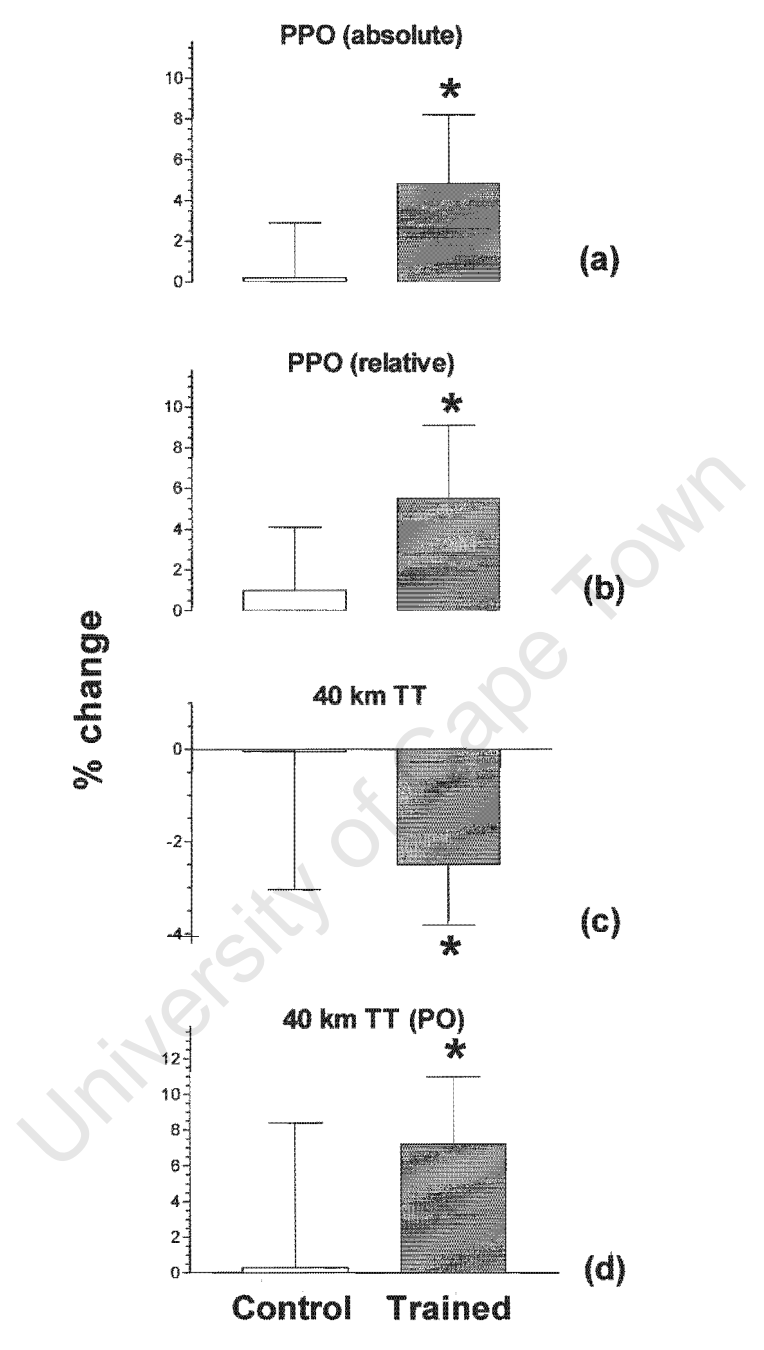 PPO (absolute)
10
8
6
4
2
0
*
(a)
PPO (relative)
10
8
6
4
2
0
*
(b)
% change
40 km TT
0
-2
-4
*
(c)
40 km TT (PO)
12
10
8
6
4
2
0
*
(d)
Control Trained
University of Cape Town